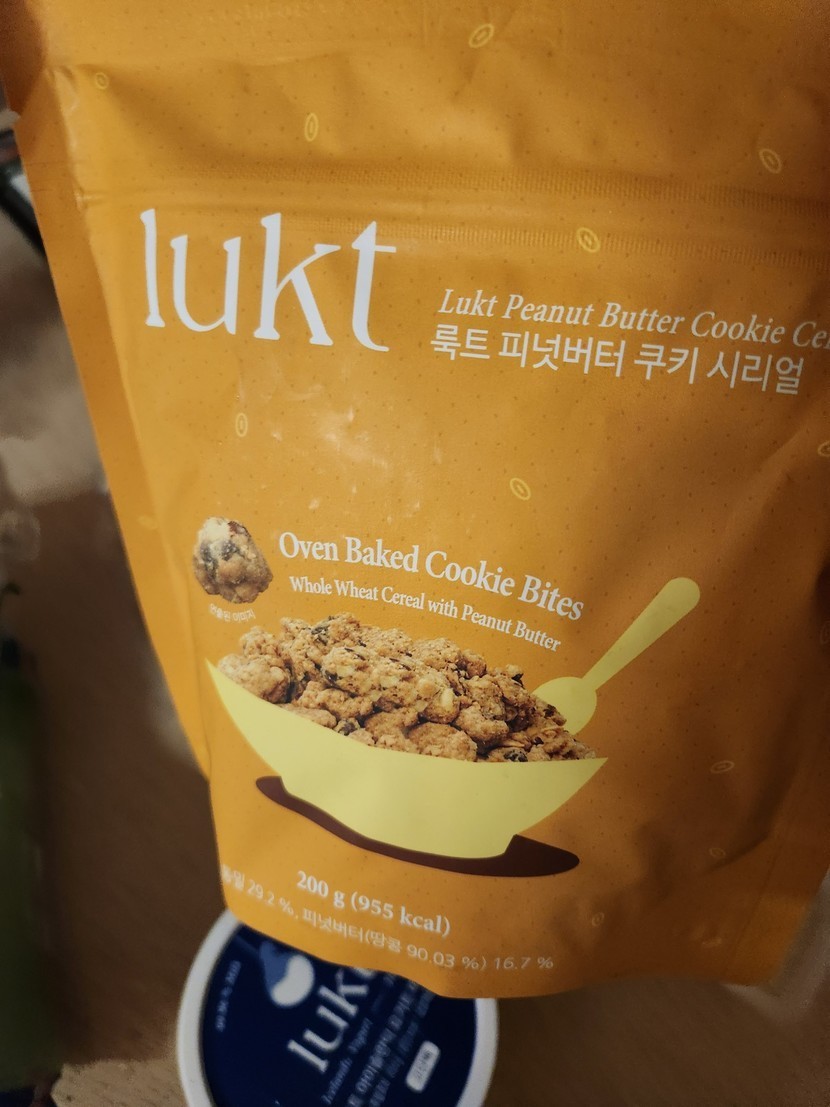 lukt
Lukt Peanut Butter Cookie
룩트 피넛버터 쿠키 시리얼
Oven Baked Cookie Bites
Whole Wheat Cereal with Peanut Butter
200 g (955 kcal)
29.2 %, 피넛버터(땅콩 90.03 %) 16.7 %
lukt